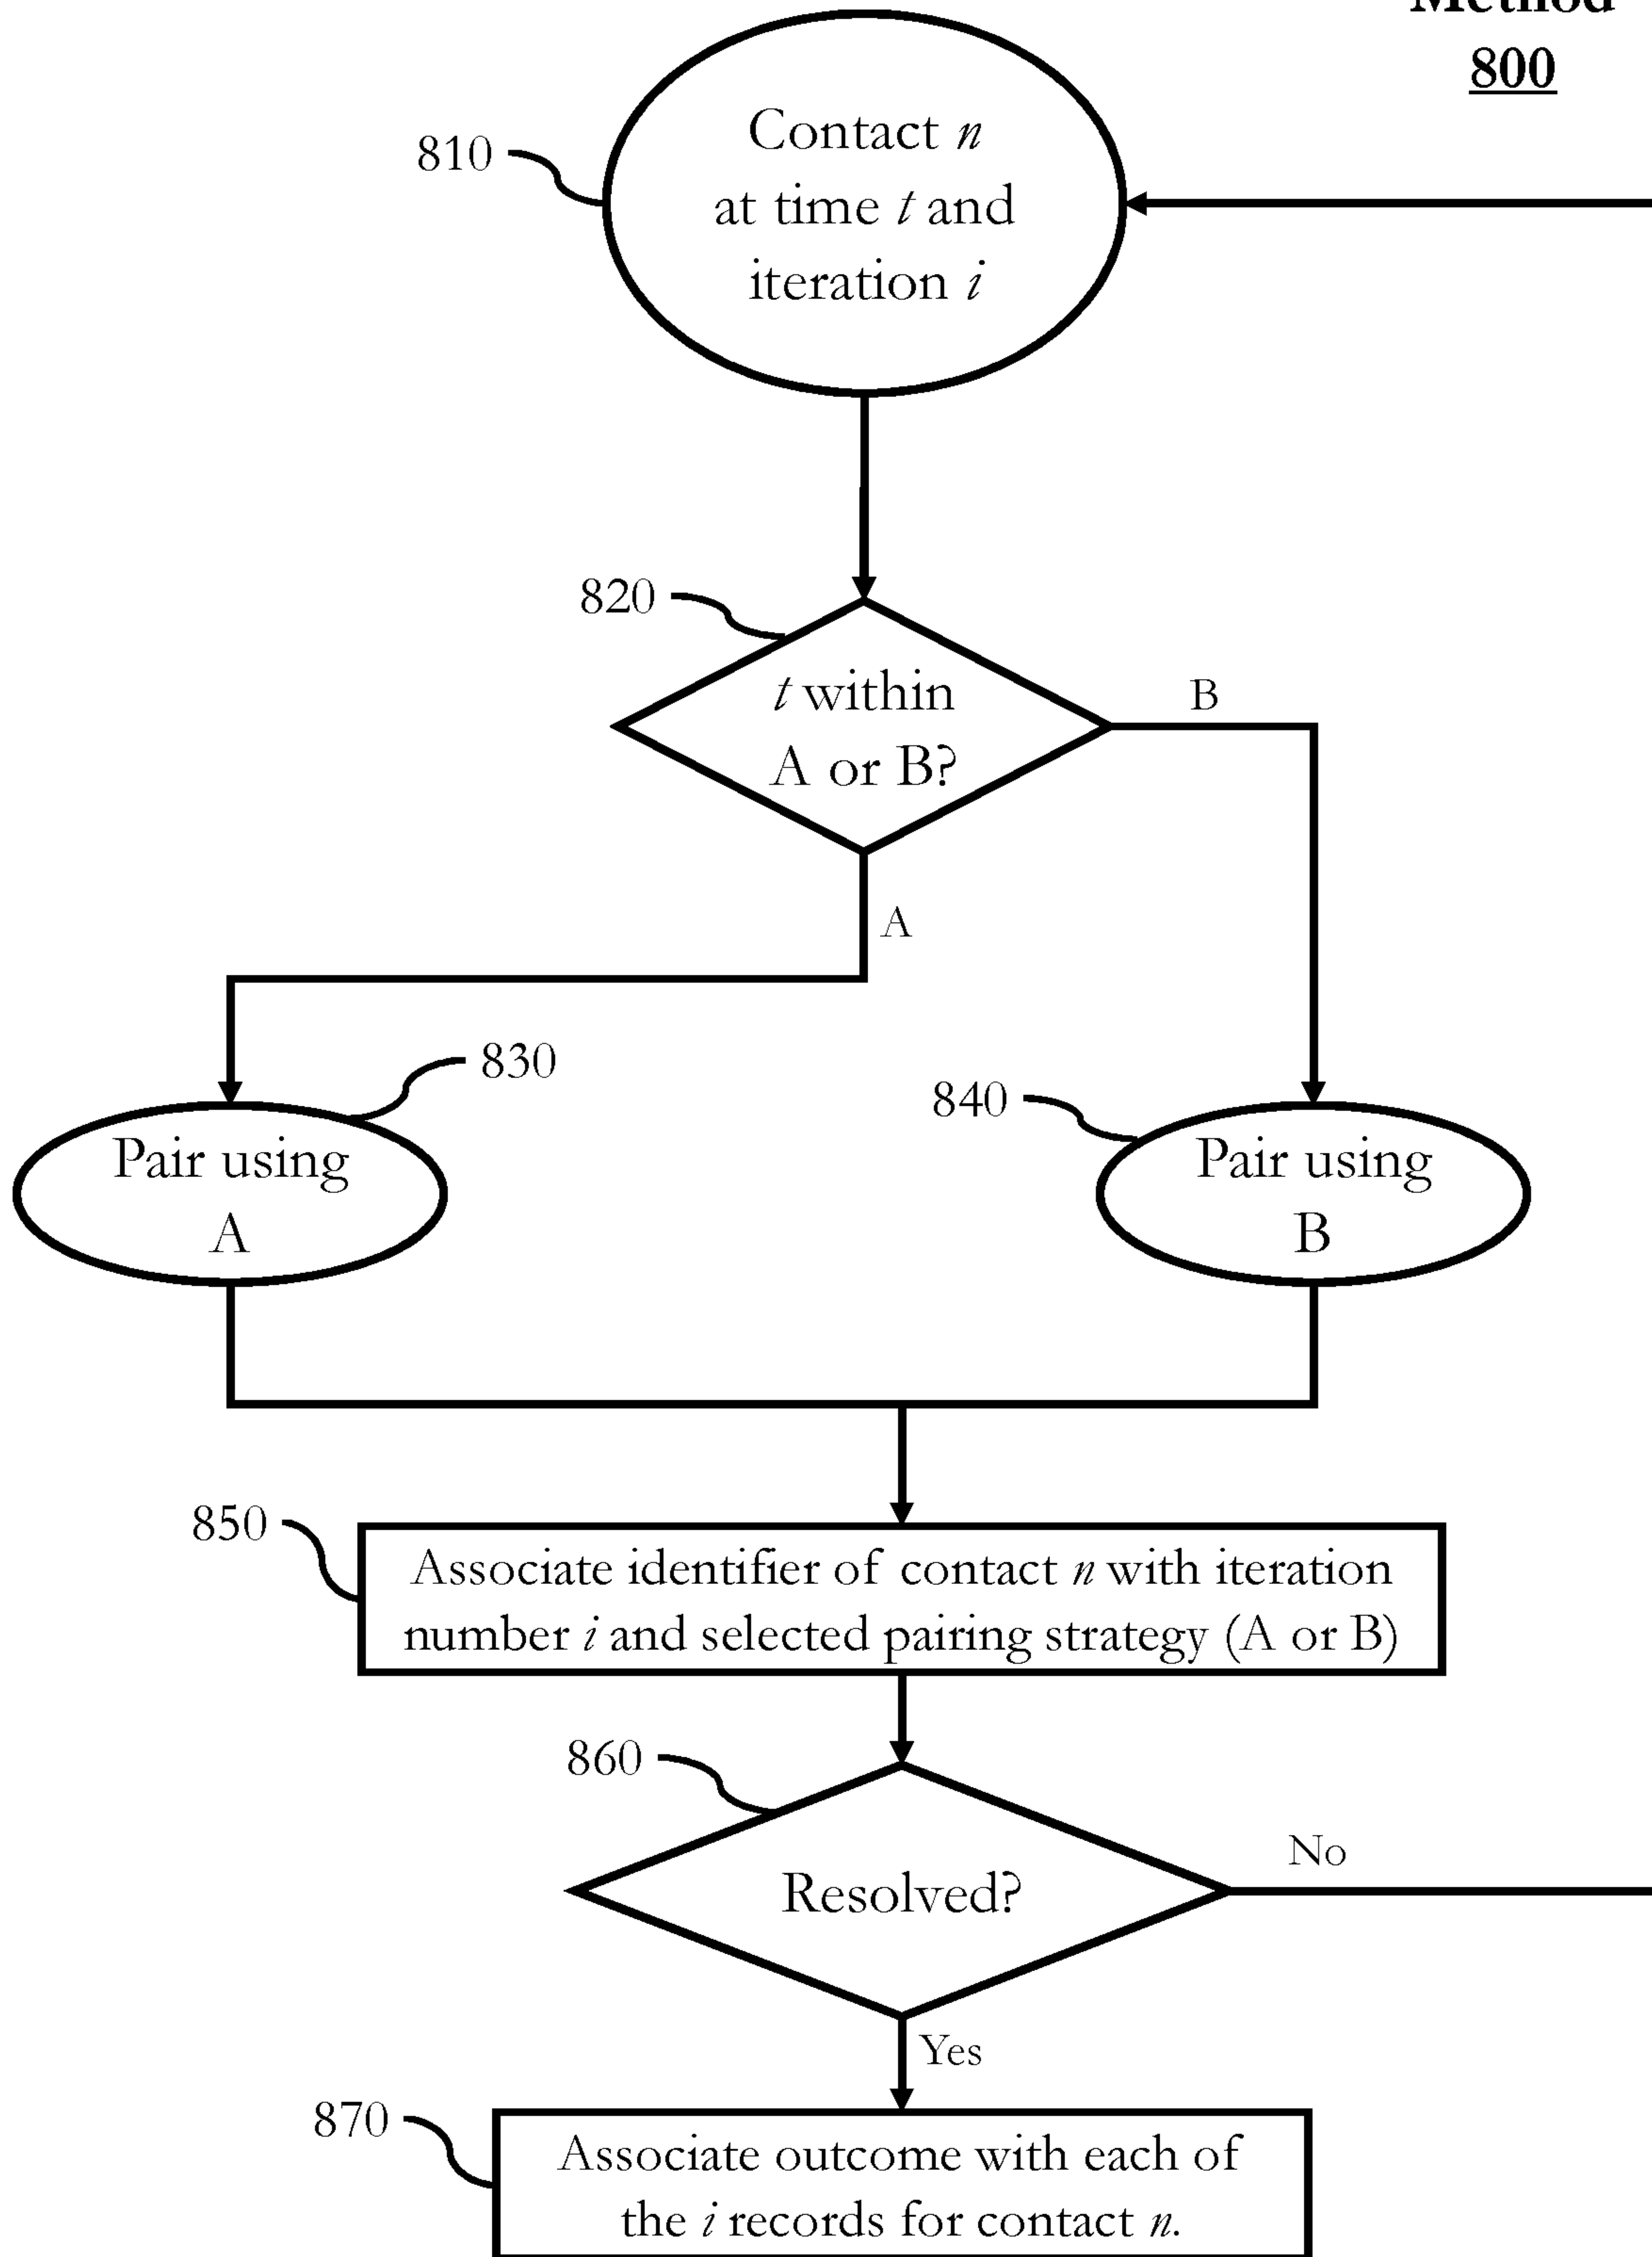 Method
800
810
Contact n
at time t and
iteration i
820
t within
A or B?
B
A
830
Pair using
A
840
Pair using
B
850
Associate identifier of contact n with iteration
number i and selected pairing strategy (A or B)
860
Resolved?
No
Yes
870
Associate outcome with each of
the i records for contact n.